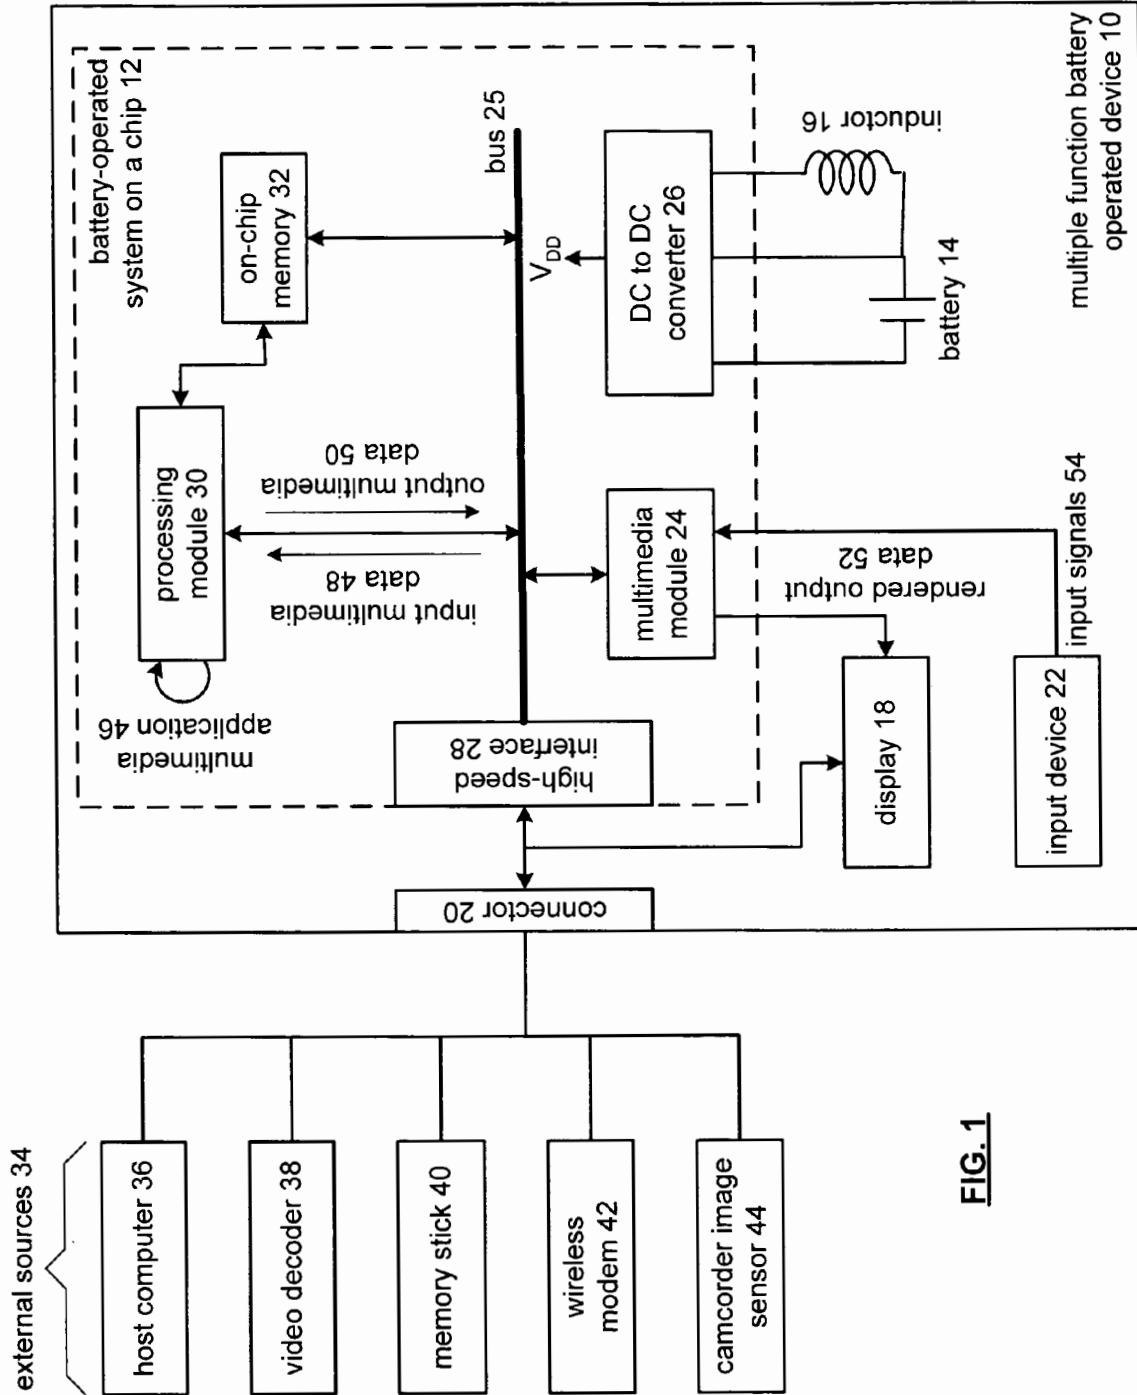 external sources 34
host computer 36
video decoder 38
memory stick 40
wireless
modem 42
camcorder image
sensor 44
connector 20
high-speed
interface 28
multimedia
application 46
processing
module 30
on-chip
memory 32
battery-operated
system on a chip 12
input multimedia
data 48
output multimedia
data 50
bus 25
multimedia
module 24
VDD
DC to DC
converter 26
inductor 16
battery 14
rendered output
data 52
input signals 54
display 18
input device 22
multiple function battery
operated device 10
FIG. 1